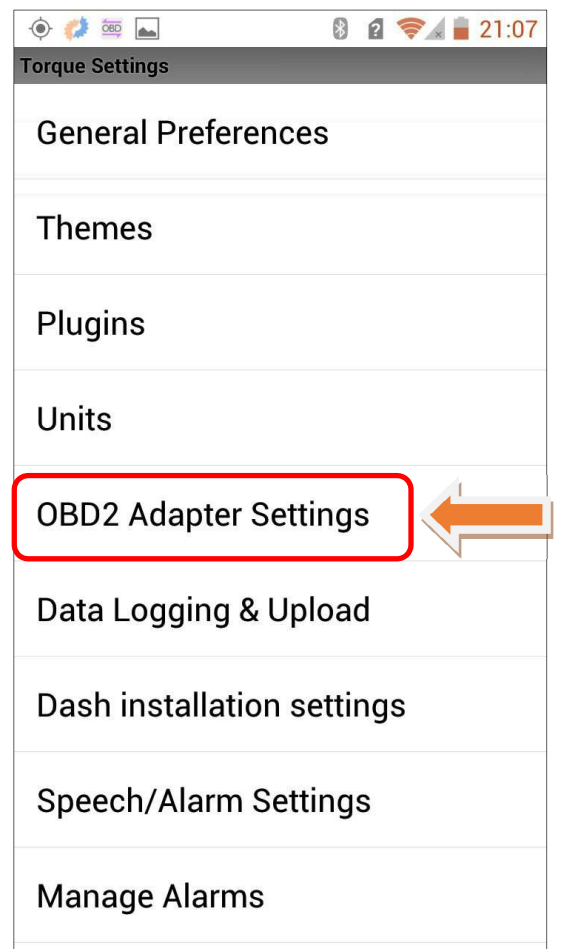 OBD
21:07
Torque Settings
General Preferences
Themes
Plugins
Units
OBD2 Adapter Settings
Data Logging & Upload
Dash installation settings
Speech/Alarm Settings
Manage Alarms